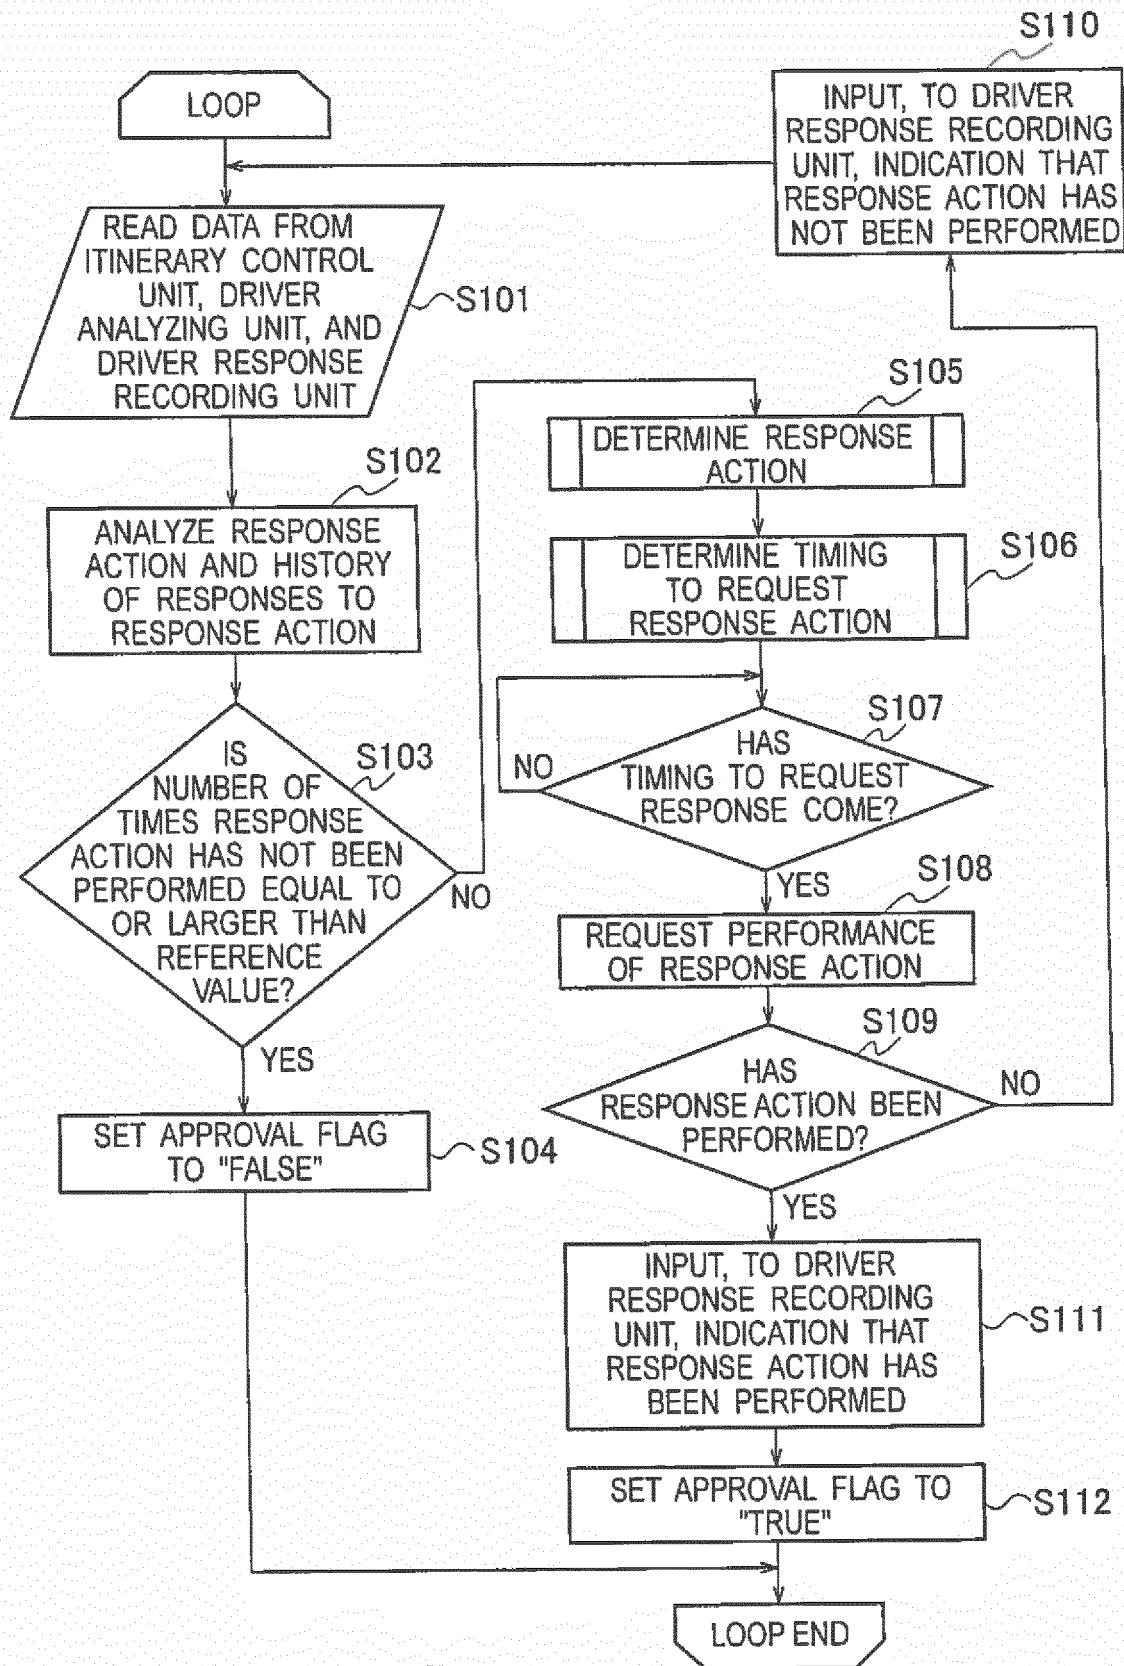 LOOP
READ DATA FROM
ITINERARY CONTROL
UNIT, DRIVER
ANALYZING UNIT, AND
DRIVER RESPONSE
RECORDING UNIT
S101
S102
ANALYZE RESPONSE
ACTION AND HISTORY
OF RESPONSES TO
RESPONSE ACTION
S103
IS
NUMBER OF
TIMES RESPONSE
ACTION HAS NOT BEEN
PERFORMED EQUAL TO
OR LARGER THAN
REFERENCE
VALUE?
NO
YES
SET APPROVAL FLAG
TO "FALSE"
S104
S105
DETERMINE RESPONSE
ACTION
S106
DETERMINE TIMING
TO REQUEST
RESPONSE ACTION
S107
HAS
TIMING TO REQUEST
RESPONSE COME?
NO
YES
S108
REQUEST PERFORMANCE
OF RESPONSE ACTION
S109
HAS
RESPONSE ACTION BEEN
PERFORMED?
NO
YES
S110
INPUT, TO DRIVER
RESPONSE RECORDING
UNIT, INDICATION THAT
RESPONSE ACTION HAS
NOT BEEN PERFORMED
INPUT, TO DRIVER
RESPONSE RECORDING
UNIT, INDICATION THAT
RESPONSE ACTION HAS
BEEN PERFORMED
S111
SET APPROVAL FLAG TO
"TRUE"
S112
LOOP END